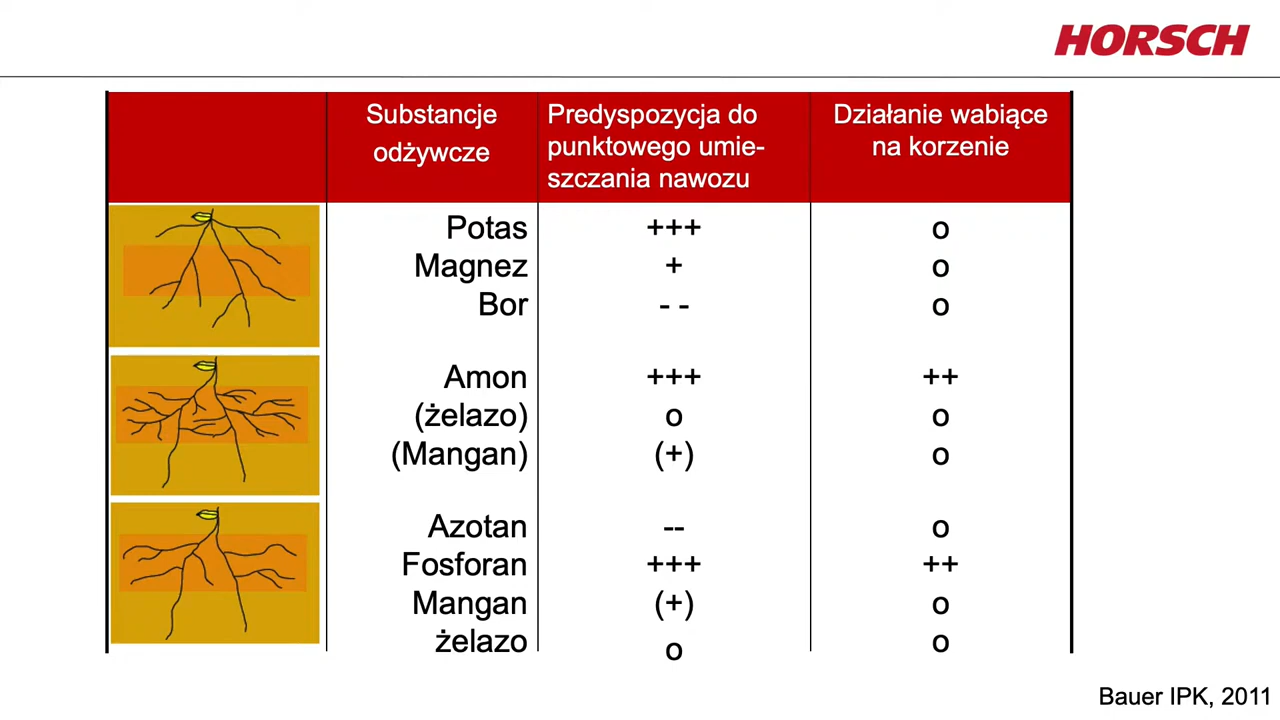 HORSCH
Substancje odżywcze
Predyspozycja do punktowego umie-szczania nawozu
Działanie wabiące na korzenie
Potas +++ o
Magnez + o
Bor - - o
Amon +++ ++
(żelazo) o o
(Mangan) (+) o
Azotan -- o
Fosforan +++ ++
Mangan (+) o
żelazo o o
Bauer IPK, 2011